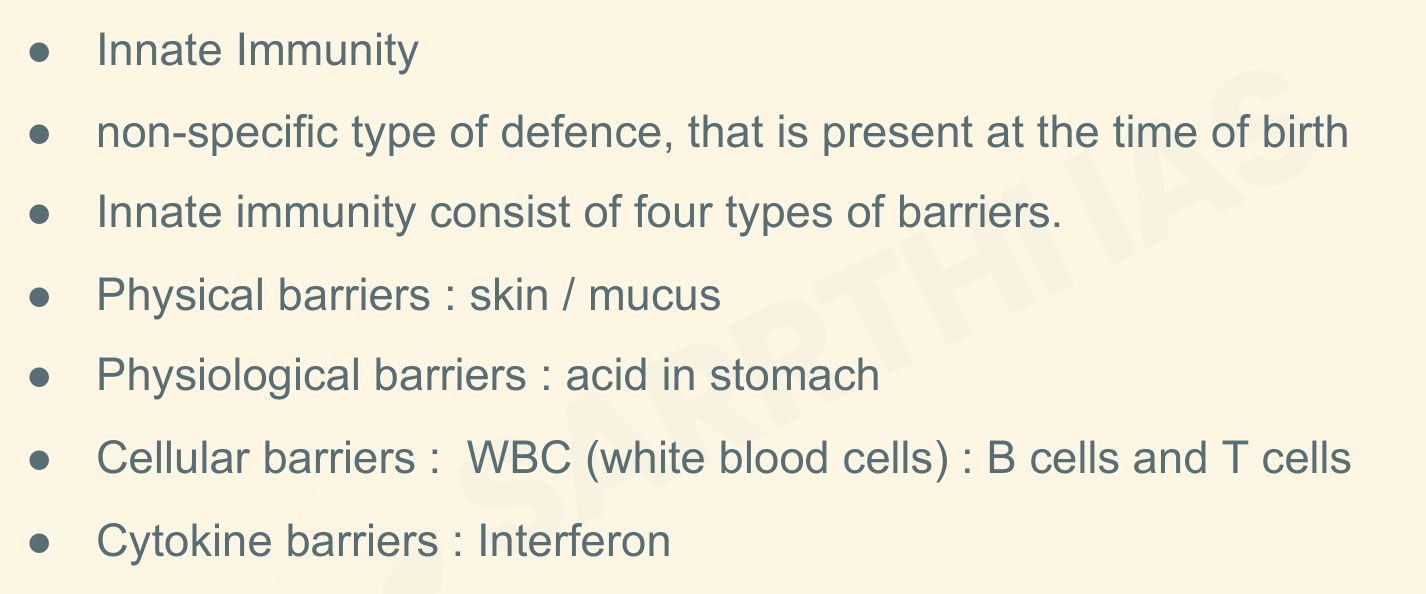 ● Innate Immunity
● non-specific type of defence, that is present at the time of birth
● Innate immunity consist of four types of barriers.
● Physical barriers : skin / mucus
● Physiological barriers : acid in stomach
● Cellular barriers :  WBC (white blood cells) : B cells and T cells
● Cytokine barriers : Interferon
SARRTHI IAS